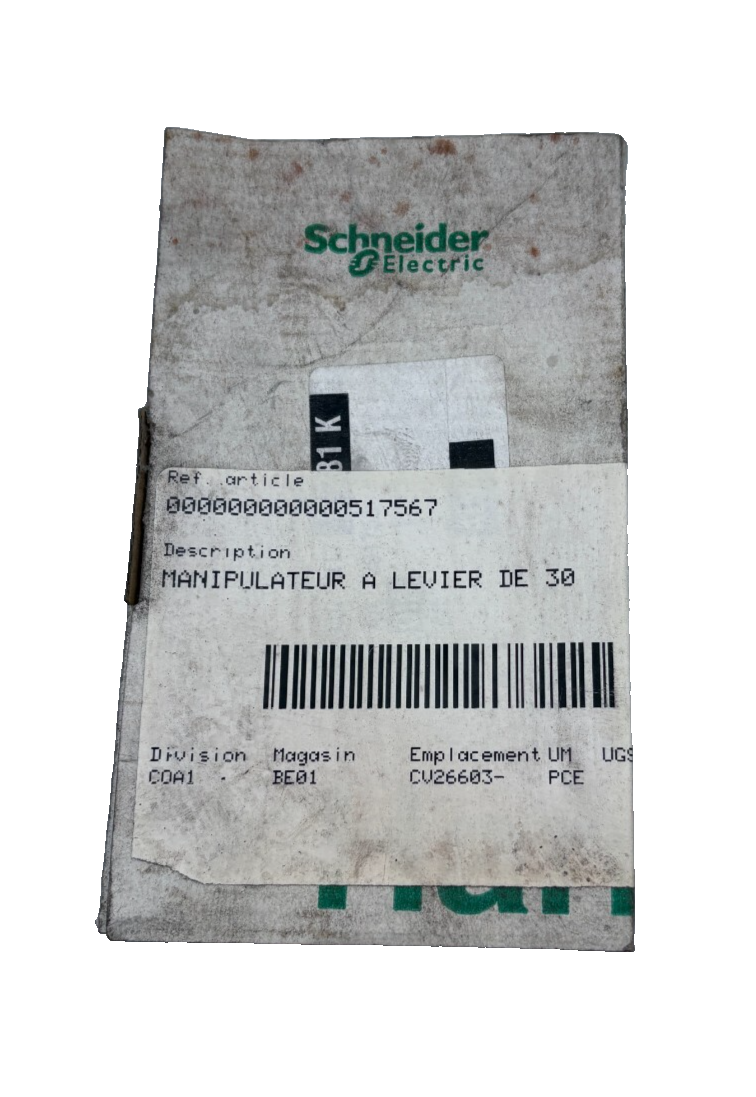 Schneider
Electric
81 K
Ref. article
000000000000517567
Description
MANIPULATEUR A LEVIER DE 30
Division Magasin Emplacement UM UGS
COA1 - BE01 CV26603- PCE